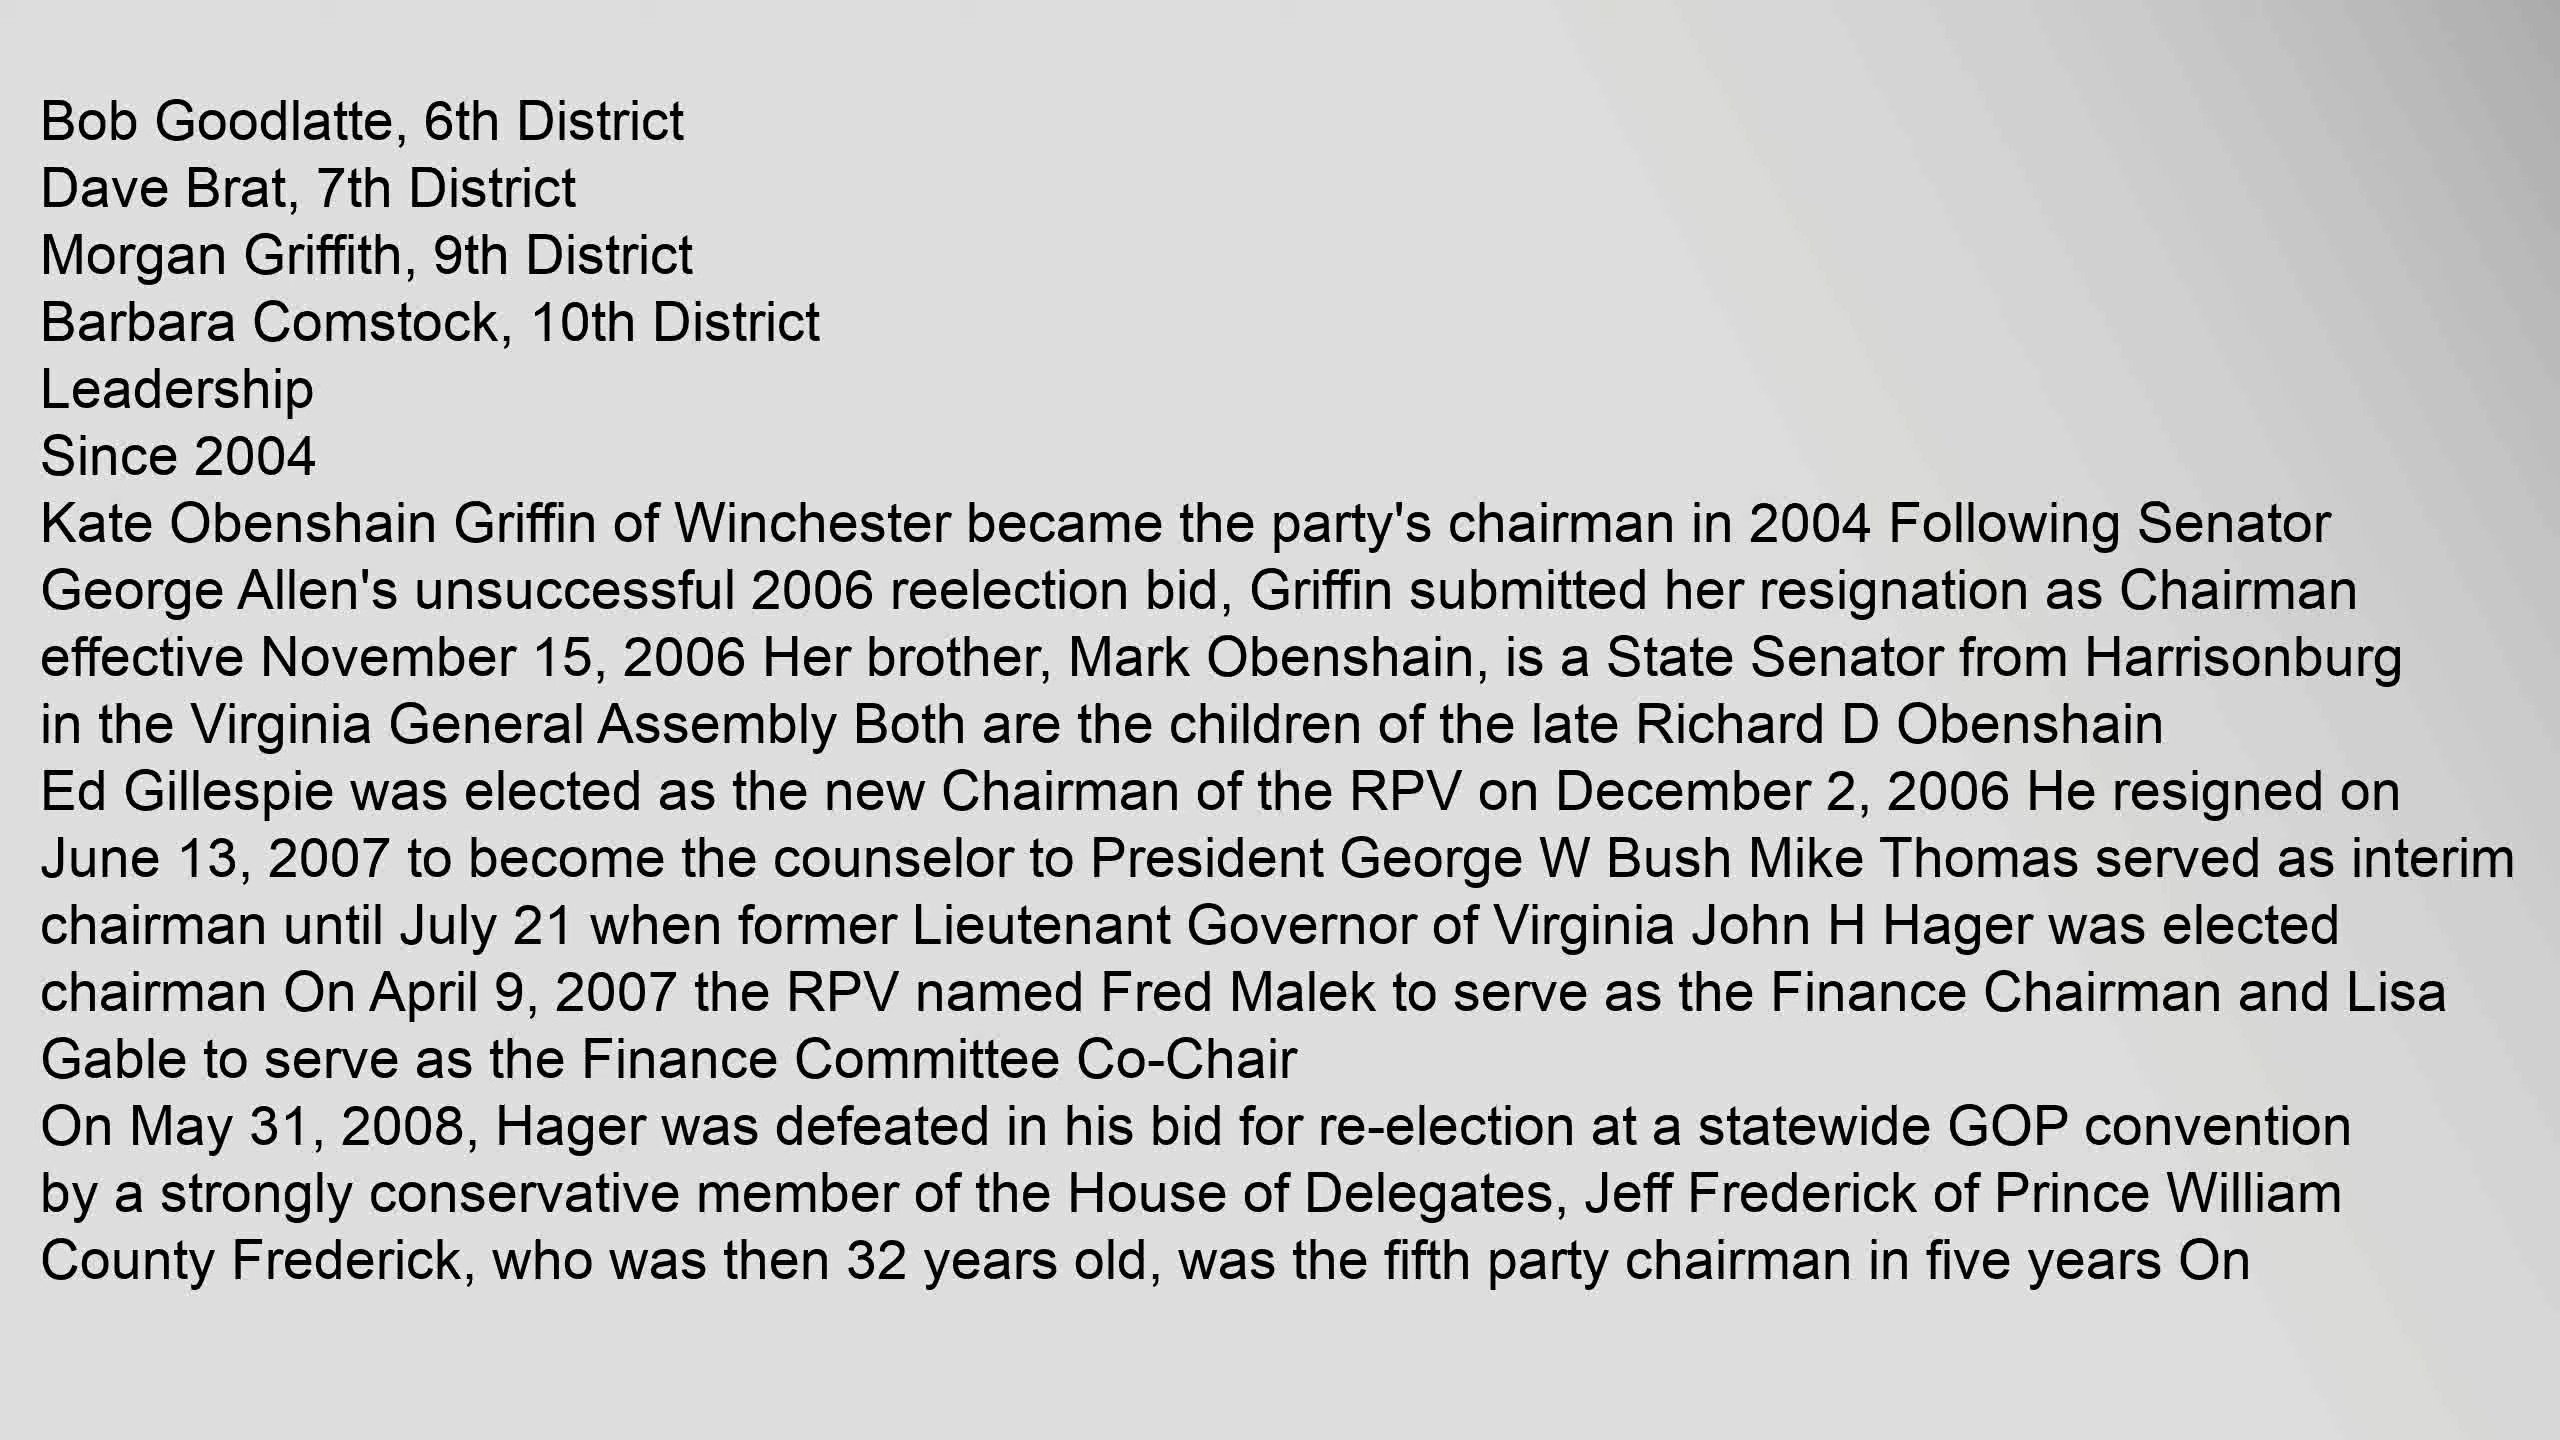 Bob Goodlatte, 6th District
Dave Brat, 7th District
Morgan Griffith, 9th District
Barbara Comstock, 10th District
Leadership
Since 2004
Kate Obenshain Griffin of Winchester became the party's chairman in 2004 Following Senator
George Allen's unsuccessful 2006 reelection bid, Griffin submitted her resignation as Chairman
effective November 15, 2006 Her brother, Mark Obenshain, is a State Senator from Harrisonburg
in the Virginia General Assembly Both are the children of the late Richard D Obenshain
Ed Gillespie was elected as the new Chairman of the RPV on December 2, 2006 He resigned on
June 13, 2007 to become the counselor to President George W Bush Mike Thomas served as interim
chairman until July 21 when former Lieutenant Governor of Virginia John H Hager was elected
chairman On April 9, 2007 the RPV named Fred Malek to serve as the Finance Chairman and Lisa
Gable to serve as the Finance Committee Co-Chair
On May 31, 2008, Hager was defeated in his bid for re-election at a statewide GOP convention
by a strongly conservative member of the House of Delegates, Jeff Frederick of Prince William
County Frederick, who was then 32 years old, was the fifth party chairman in five years On